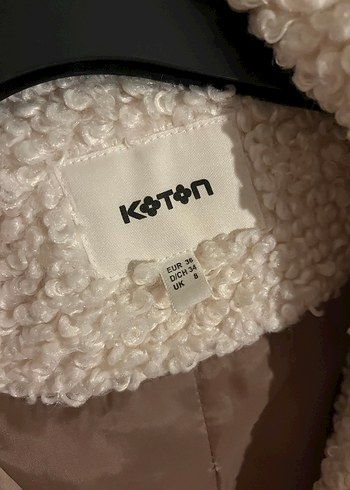 KOTON
EUR 36
D/CH 34
UK 8